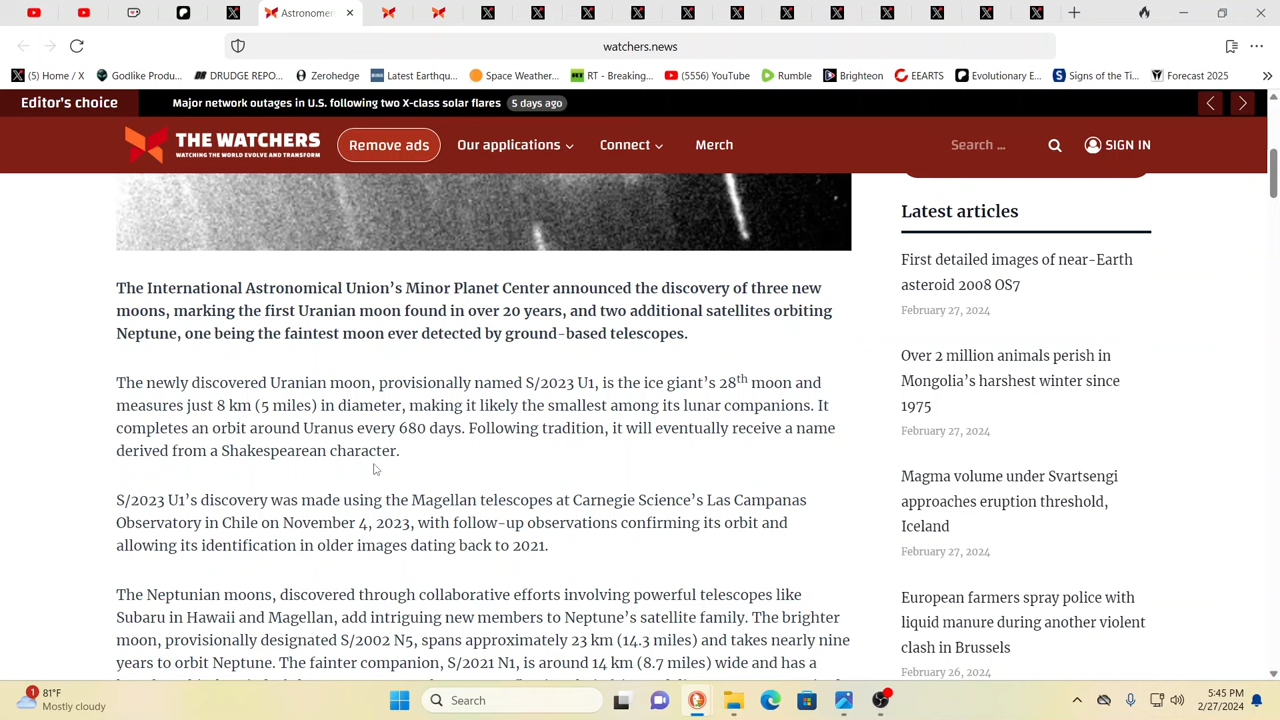 Astronomer
watchers.news
(5) Home / X
Godlike Produ...
DRUDGE REPO...
Zerohedge
Latest Earthqu...
Space Weather...
RT - Breaking...
(5556) YouTube
Rumble
Brighteon
EEARTS
Evolutionary E...
Signs of the Ti...
Forecast 2025
Editor's choice
Major network outages in U.S. following two X-class solar flares 5 days ago
THE WATCHERS
WATCHING THE WORLD EVOLVE AND TRANSFORM
Remove ads
Our applications
Connect
Merch
Search ...
SIGN IN
The International Astronomical Union's Minor Planet Center announced the discovery of three new
moons, marking the first Uranian moon found in over 20 years, and two additional satellites orbiting
Neptune, one being the faintest moon ever detected by ground-based telescopes.
The newly discovered Uranian moon, provisionally named S/2023 U1, is the ice giant's 28th moon and
measures just 8 km (5 miles) in diameter, making it likely the smallest among its lunar companions. It
completes an orbit around Uranus every 680 days. Following tradition, it will eventually receive a name
derived from a Shakespearean character.
S/2023 U1's discovery was made using the Magellan telescopes at Carnegie Science's Las Campanas
Observatory in Chile on November 4, 2023, with follow-up observations confirming its orbit and
allowing its identification in older images dating back to 2021.
The Neptunian moons, discovered through collaborative efforts involving powerful telescopes like
Subaru in Hawaii and Magellan, add intriguing new members to Neptune's satellite family. The brighter
moon, provisionally designated S/2002 N5, spans approximately 23 km (14.3 miles) and takes nearly nine
years to orbit Neptune. The fainter companion, S/2021 N1, is around 14 km (8.7 miles) wide and has a
Latest articles
First detailed images of near-Earth
asteroid 2008 OS7
February 27, 2024
Over 2 million animals perish in
Mongolia's harshest winter since
1975
February 27, 2024
Magma volume under Svartsengi
approaches eruption threshold,
Iceland
February 27, 2024
European farmers spray police with
liquid manure during another violent
clash in Brussels
February 26, 2024
1
81°F
Mostly cloudy
Search
5:45 PM
2/27/2024